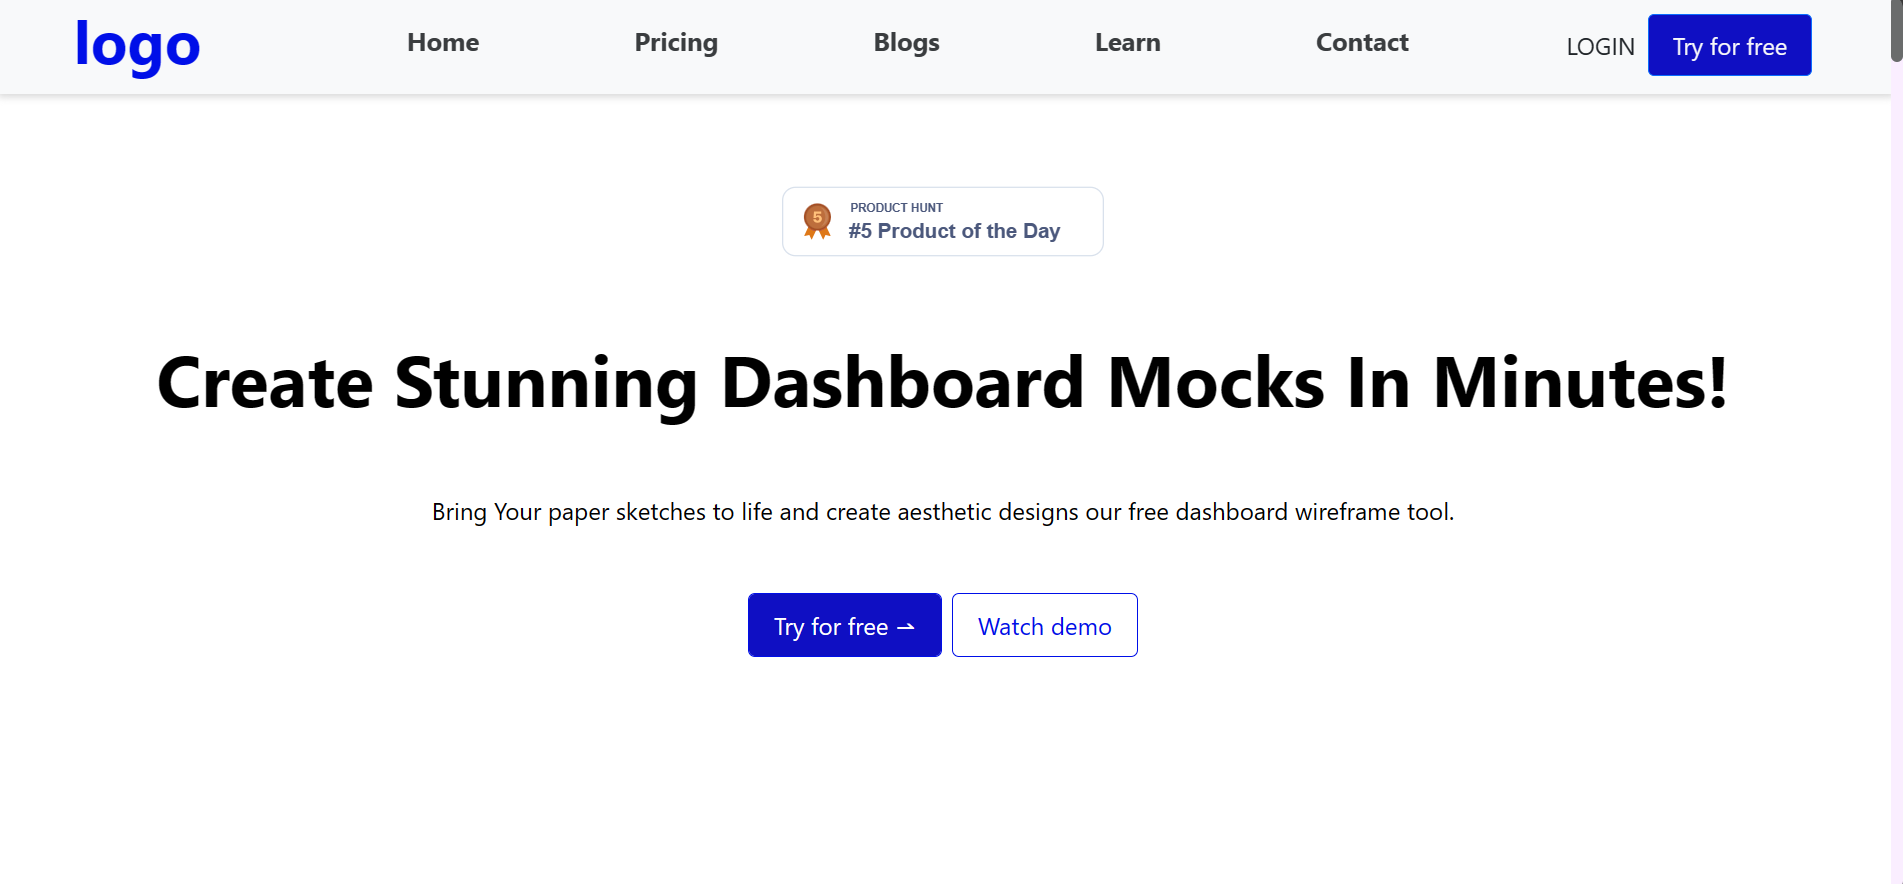 logo
Home
Pricing
Blogs
Learn
Contact
LOGIN
Try for free
5
PRODUCT HUNT
#5 Product of the Day
Create Stunning Dashboard Mocks In Minutes!
Bring Your paper sketches to life and create aesthetic designs our free dashboard wireframe tool.
Try for free ⇀
Watch demo